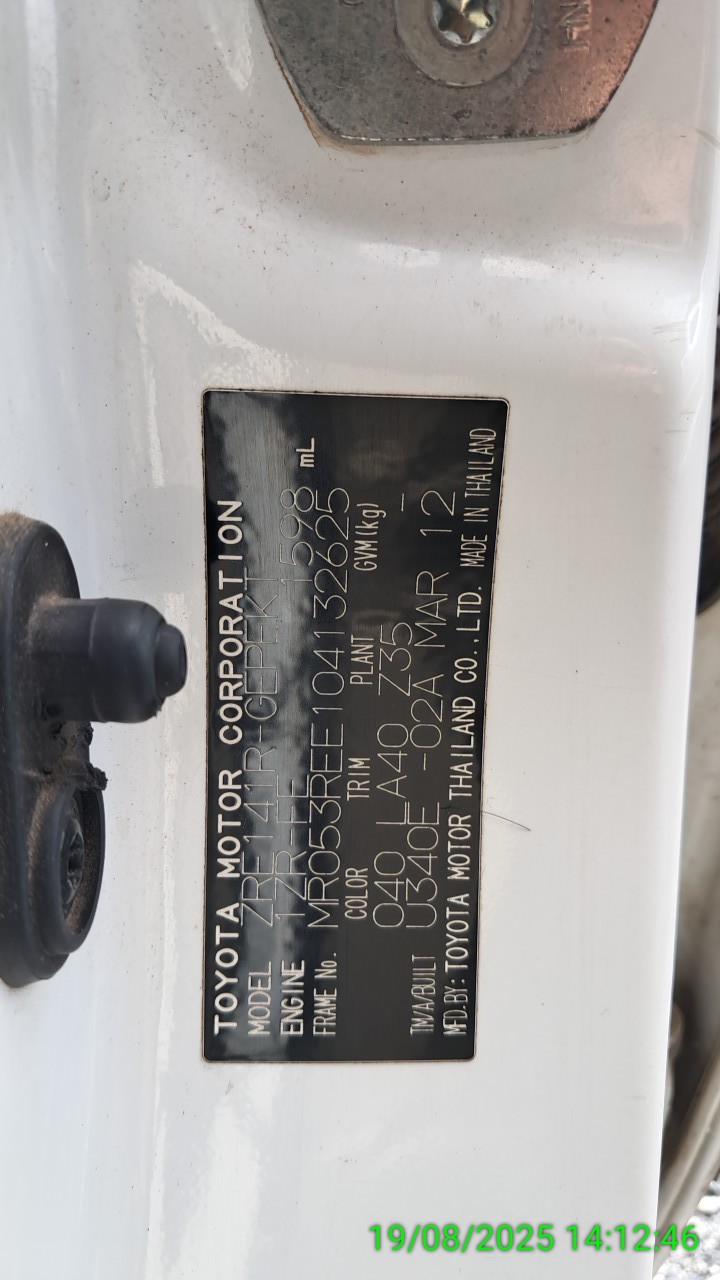 TOYOTA MOTOR CORPORATION
MODEL ZRE141R-GEPEKT
ENGINE 1ZR-FE 1598 mL
FRAME No. MR053REE104132625
COLOR TRIM PLANT GVM(kg)
040 LA40 Z35 -
TM/A/BUILT U340E -02A MAR 12
MFD.BY: TOYOTA MOTOR THAILAND CO.,LTD. MADE IN THAILAND
19/08/2025 14:12:46